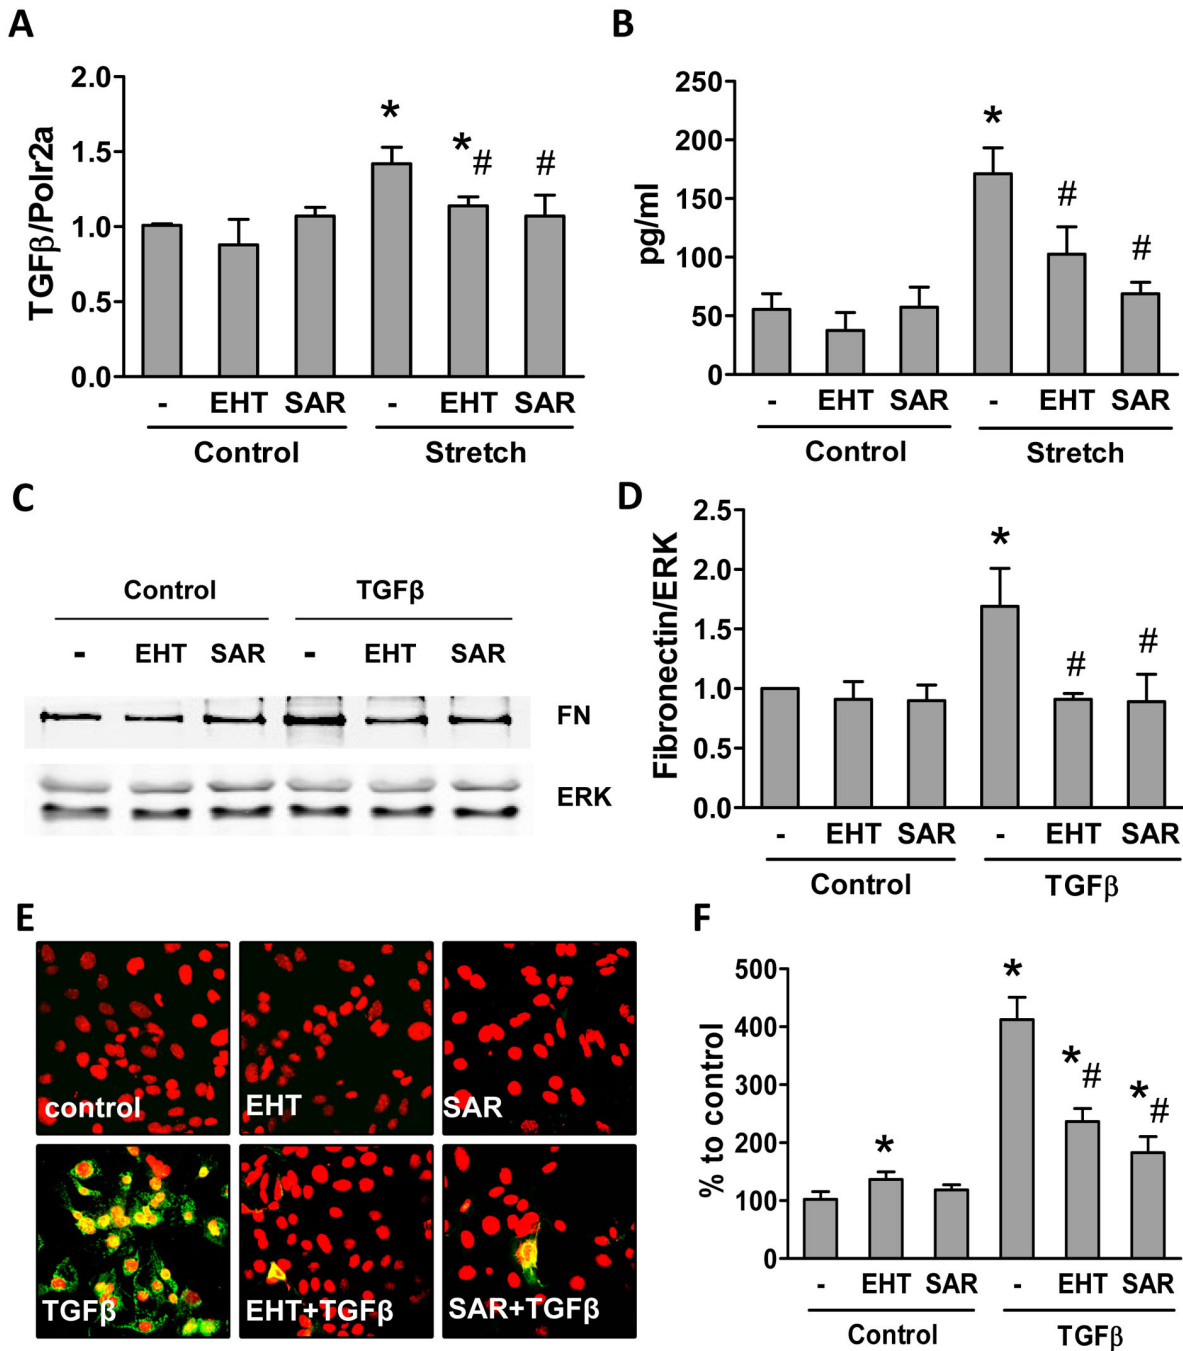 A
TGFβ/Polr2a
2.0
1.5
1.0
0.5
0.0
*
*#
#
- EHT SAR - EHT SAR
Control Stretch
B
pg/ml
250
200
150
100
50
0
*
#
#
- EHT SAR - EHT SAR
Control Stretch
C
Control TGFβ
- EHT SAR - EHT SAR
FN
ERK
D
Fibronectin/ERK
2.5
2.0
1.5
1.0
0.5
0.0
*
#
#
- EHT SAR - EHT SAR
Control TGFβ
E
control EHT SAR
TGFβ EHT+TGFβ SAR+TGFβ
F
% to control
500
400
300
200
100
0
*
*
*#
*#
- EHT SAR - EHT SAR
Control TGFβ